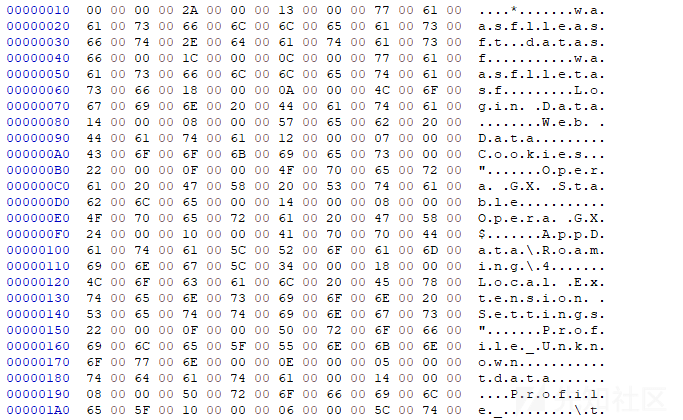 00000010 00 00 00 00 2A 00 00 00 13 00 00 00 77 00 61 00 ....*.......w.a.
00000020 61 00 73 00 66 00 6C 00 6C 00 65 00 61 00 73 00 a.s.f.l.l.e.a.s.
00000030 66 00 74 00 2E 00 64 00 61 00 74 00 61 00 73 00 f.t...d.a.t.a.s.
00000040 66 00 00 00 1C 00 00 00 0C 00 00 00 77 00 61 00 f...........w.a.
00000050 61 00 73 00 66 00 6C 00 6C 00 65 00 74 00 61 00 a.s.f.l.l.e.t.a.
00000060 73 00 66 00 18 00 00 00 0A 00 00 00 4C 00 6F 00 s.f.........L.o.
00000070 67 00 69 00 6E 00 20 00 44 00 61 00 74 00 61 00 g.i.n. .D.a.t.a.
00000080 14 00 00 00 08 00 00 00 57 00 65 00 62 00 20 00 ........W.e.b. .
00000090 44 00 61 00 74 00 61 00 12 00 00 00 07 00 00 00 D.a.t.a.........
000000A0 43 00 6F 00 6F 00 6B 00 69 00 65 00 73 00 00 00 C.o.o.k.i.e.s...
000000B0 22 00 00 00 0F 00 00 00 4F 00 70 00 65 00 72 00 ".......O.p.e.r.
000000C0 61 00 20 00 47 00 58 00 20 00 53 00 74 00 61 00 a. .G.X. .S.t.a.
000000D0 62 00 6C 00 65 00 00 00 14 00 00 00 08 00 00 00 b.l.e...........
000000E0 4F 00 70 00 65 00 72 00 61 00 20 00 47 00 58 00 O.p.e.r.a. .G.X.
000000F0 24 00 00 00 10 00 00 00 41 00 70 00 70 00 44 00 $.......A.p.p.D.
00000100 61 00 74 00 61 00 5C 00 52 00 6F 00 61 00 6D 00 a.t.a.\.R.o.a.m.
00000110 69 00 6E 00 67 00 5C 00 34 00 00 00 18 00 00 00 i.n.g.\.4.......
00000120 4C 00 6F 00 63 00 61 00 6C 00 20 00 45 00 78 00 L.o.c.a.l. .E.x.
00000130 74 00 65 00 6E 00 73 00 69 00 6F 00 6E 00 20 00 t.e.n.s.i.o.n. .
00000140 53 00 65 00 74 00 74 00 69 00 6E 00 67 00 73 00 S.e.t.t.i.n.g.s.
00000150 22 00 00 00 0F 00 00 00 50 00 72 00 6F 00 66 00 ".......P.r.o.f.
00000160 69 00 6C 00 65 00 5F 00 55 00 6E 00 6B 00 6E 00 i.l.e._.U.n.k.n.
00000170 6F 00 77 00 6E 00 00 00 0E 00 00 00 05 00 00 00 o.w.n...........
00000180 74 00 64 00 61 00 74 00 61 00 00 00 14 00 00 00 t.d.a.t.a.......
00000190 08 00 00 00 50 00 72 00 6F 00 66 00 69 00 6C 00 ....P.r.o.f.i.l.
000001A0 65 00 5F 00 10 00 00 00 06 00 00 00 5C 00 74 00 e._.........\.t.